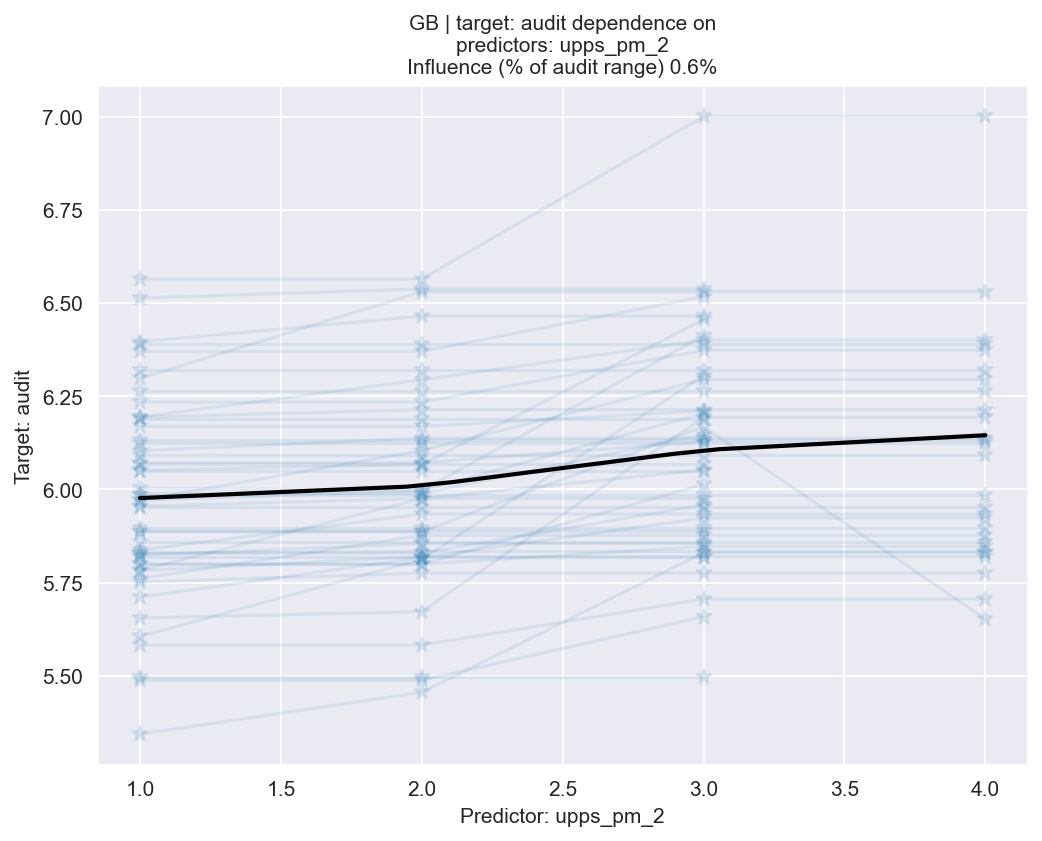 GB | target: audit dependence on
predictors: upps_pm_2
Influence (% of audit range) 0.6%
7.00
6.75
6.50
6.25
6.00
5.75
5.50
Target: audit
1.0 1.5 2.0 2.5 3.0 3.5 4.0
Predictor: upps_pm_2